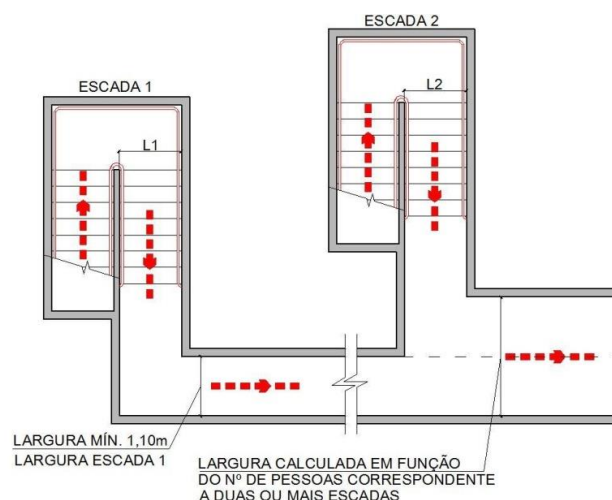 ESCADA 2
ESCADA 1
L2
L1
LARGURA MÍN. 1,10m
LARGURA ESCADA 1
LARGURA CALCULADA EM FUNÇÃO
DO Nº DE PESSOAS CORRESPONDENTE
A DUAS OU MAIS ESCADAS